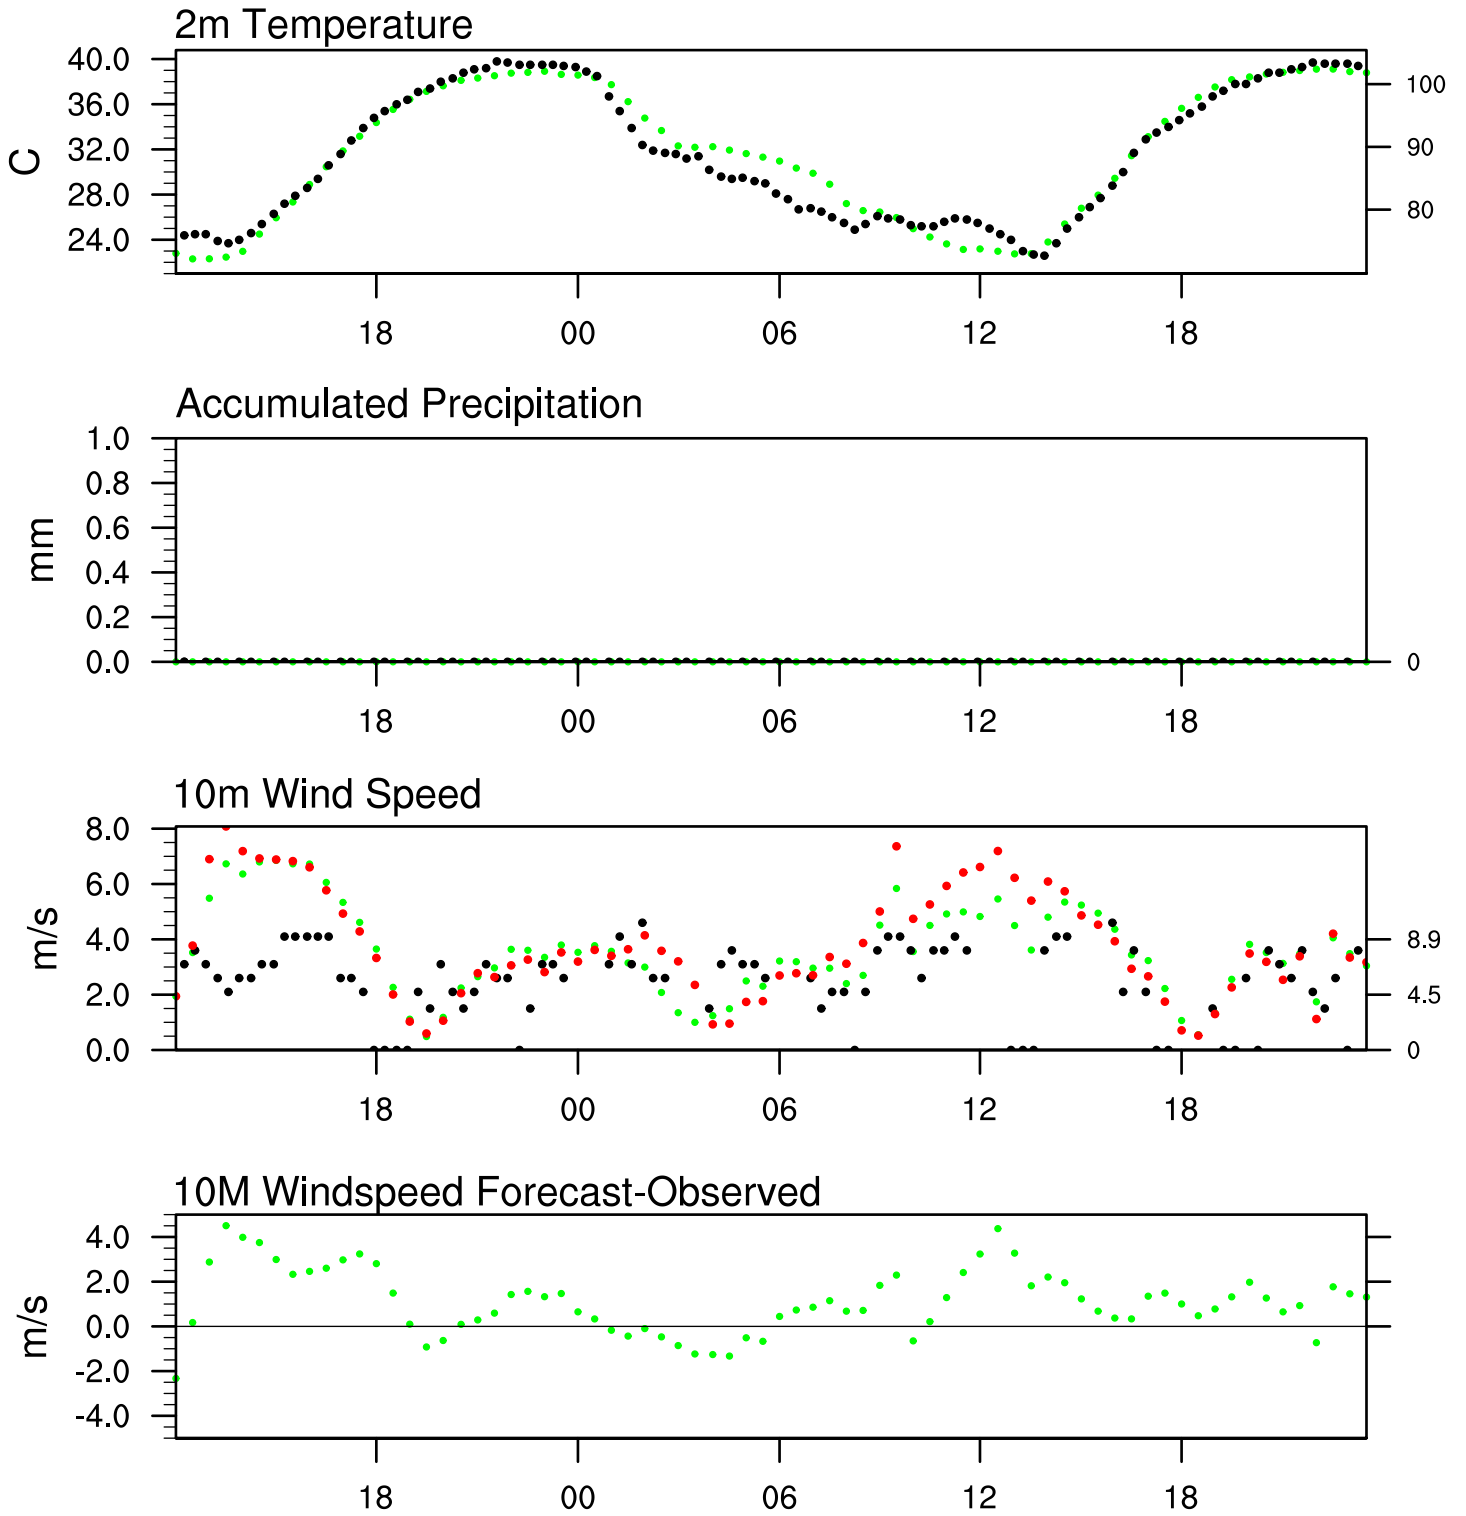 2m Temperature
40.0
36.0
32.0
28.0
24.0
C
100
90
80
18 00 06 12 18
Accumulated Precipitation
1.0
0.8
0.6
0.4
0.2
0.0
mm
0
18 00 06 12 18
10m Wind Speed
8.0
6.0
4.0
2.0
0.0
m/s
8.9
4.5
0
18 00 06 12 18
10M Windspeed Forecast-Observed
4.0
2.0
0.0
-2.0
-4.0
m/s
18 00 06 12 18